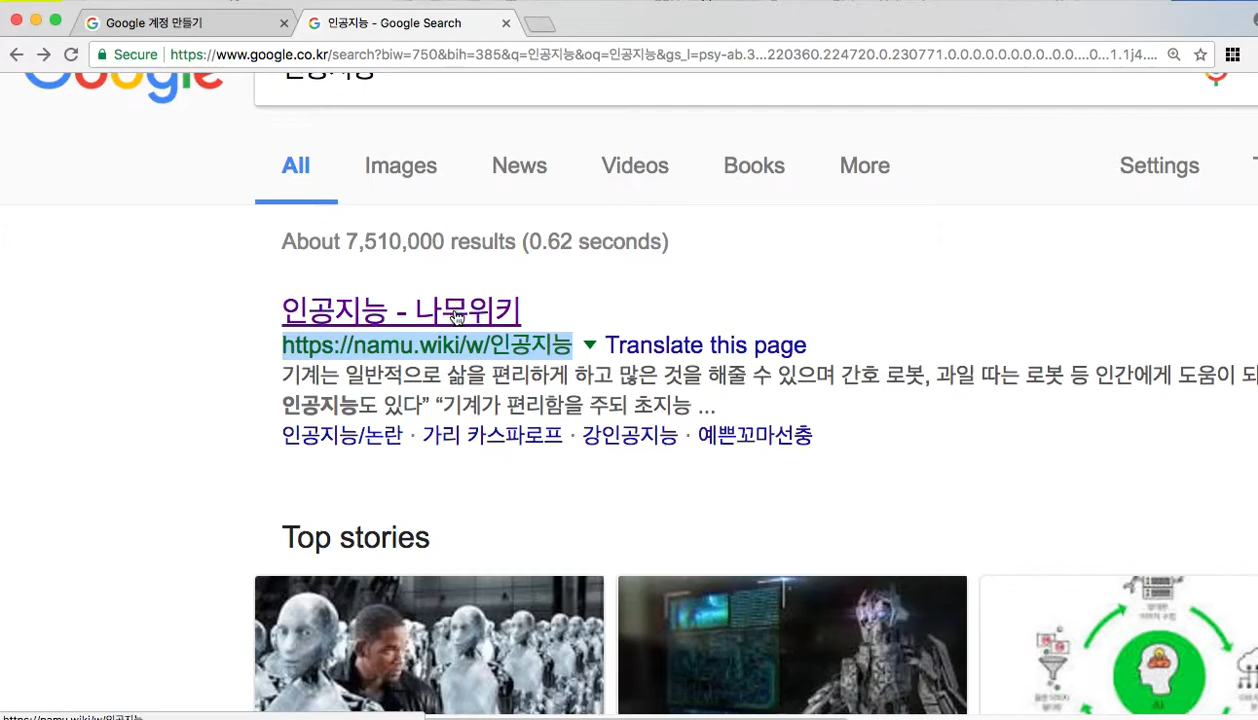 Google 계정 만들기
인공지능 - Google Search
Secure
https://www.google.co.kr/search?biw=750&bih=385&q=인공지능&oq=인공지능&gs_l=psy-ab.3...220360.224720.0.230771.0.0.0.0.0.0.0.0..0.0....0...1.1j4....
Google
인공지능
All Images News Videos Books More Settings
About 7,510,000 results (0.62 seconds)
인공지능 - 나무위키
https://namu.wiki/w/인공지능 Translate this page
기계는 일반적으로 삶을 편리하게 하고 많은 것을 해줄 수 있으며 간호 로봇, 과일 따는 로봇 등 인간에게 도움이 되
인공지능도 있다” “기계가 편리함을 주되 초지능 ...
인공지능/논란 · 가리 카스파로프 · 강인공지능 · 예쁜꼬마선충
Top stories
AI
https://namu.wiki/w/인공지능